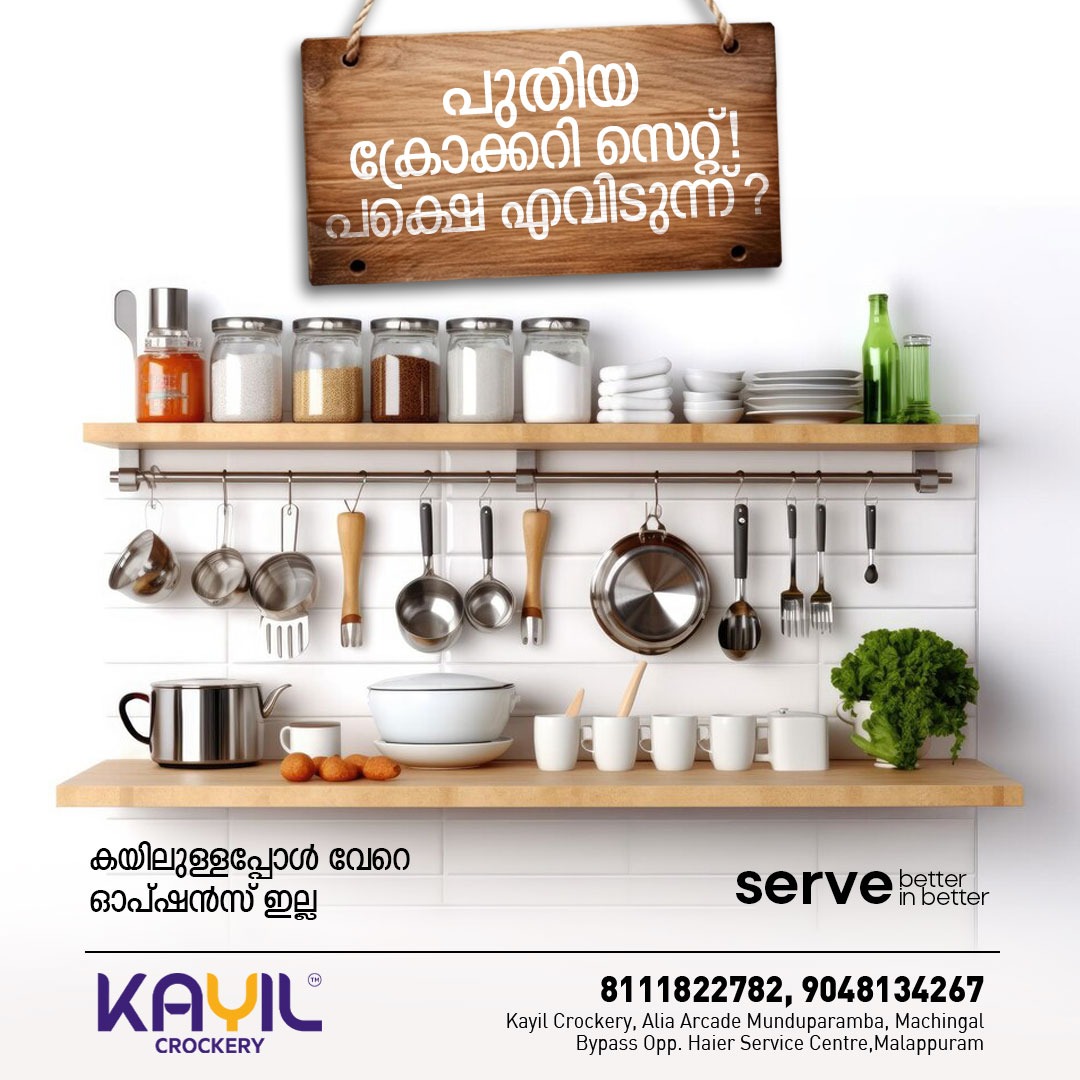 പുതിയ
ക്രോക്കറി സെറ്റ്!
പക്ഷെ എവിടുന്ന്?
കയിലുള്ളപ്പോൾ വേറെ
ഓപ്ഷൻസ് ഇല്ല
serve better
in better
KAYIL™
CROCKERY
8111822782, 9048134267
Kayil Crockery, Alia Arcade Munduparamba, Machingal
Bypass Opp. Haier Service Centre,Malappuram